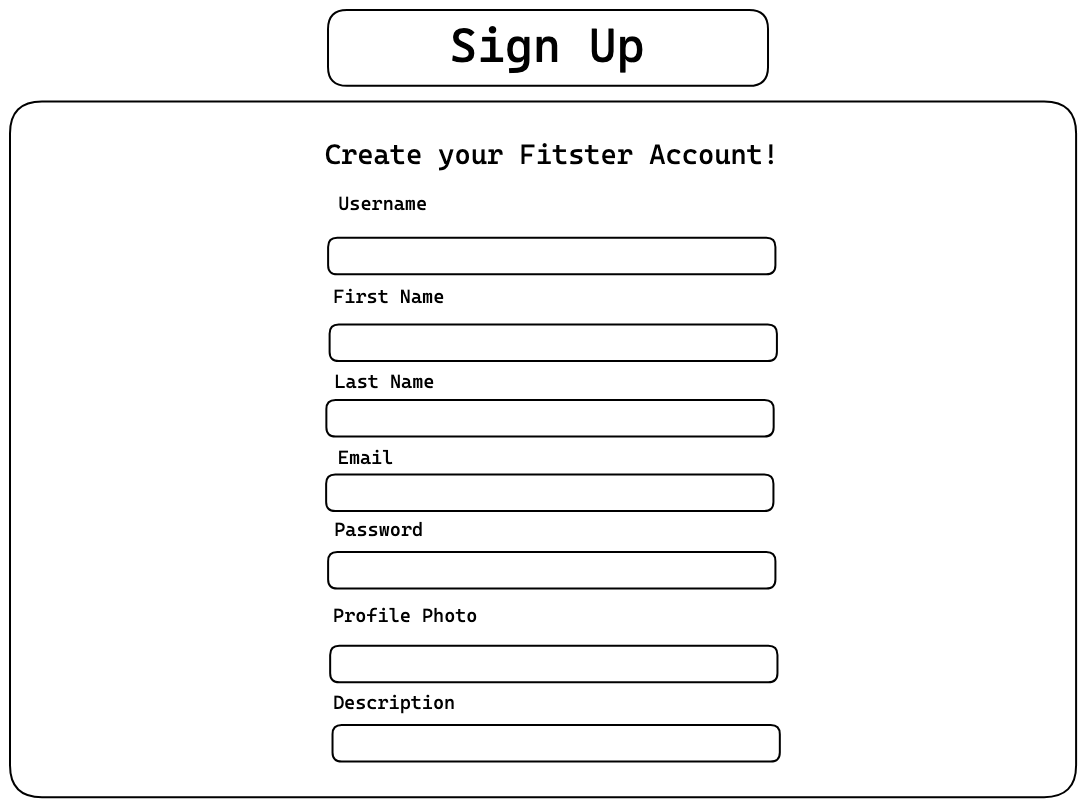 Sign Up
Create your Fitster Account!
Username
First Name
Last Name
Email
Password
Profile Photo
Description